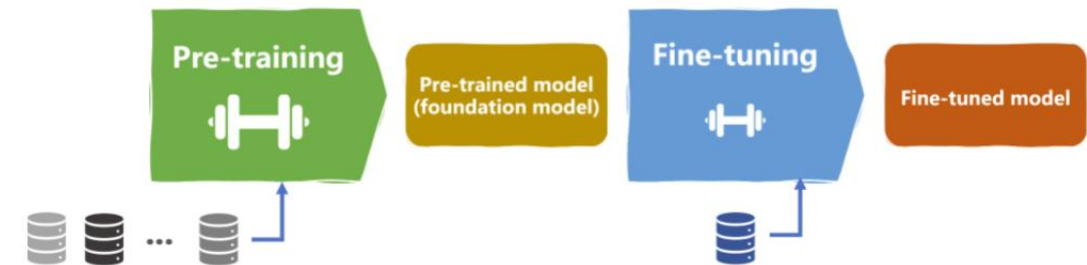 Pre-training
Pre-trained model
(foundation model)
Fine-tuning
Fine-tuned model
...